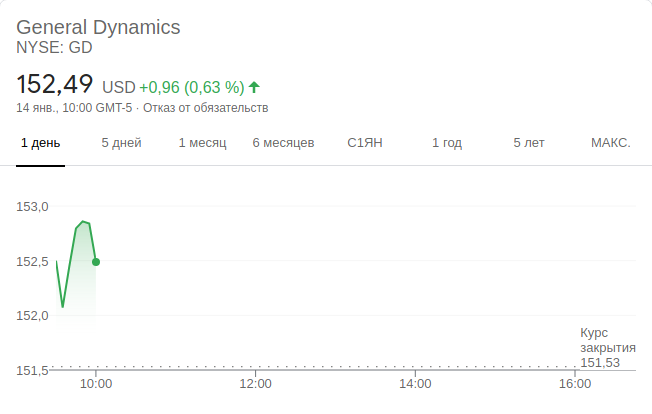 General Dynamics
NYSE: GD
152,49 USD +0,96 (0,63 %)
14 янв., 10:00 GMT-5 · Отказ от обязательств
1 день 5 дней 1 месяц 6 месяцев С1ЯН 1 год 5 лет МАКС.
153,0
152,5
152,0
Курс
закрытия
151,53
151,5
10:00 12:00 14:00 16:00